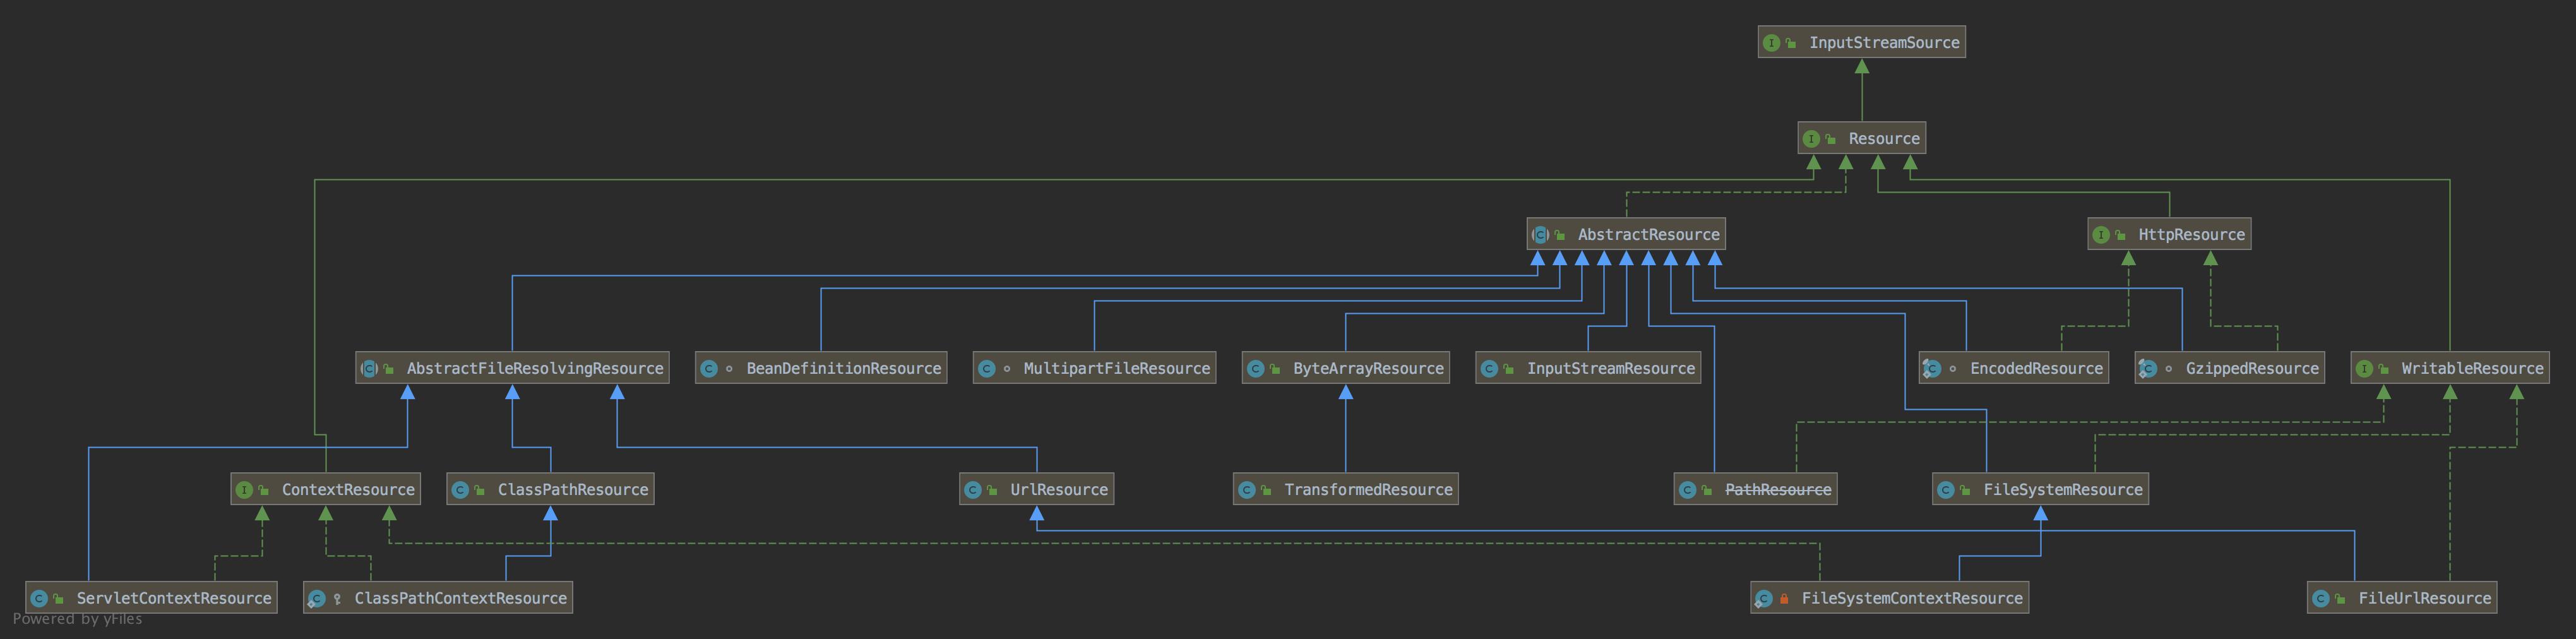 InputStreamSource
Resource
AbstractResource
HttpResource
AbstractFileResolvingResource
BeanDefinitionResource
MultipartFileResource
ByteArrayResource
InputStreamResource
EncodedResource
GzippedResource
WritableResource
ContextResource
ClassPathResource
UrlResource
TransformedResource
PathResource
FileSystemResource
ServletContextResource
ClassPathContextResource
FileSystemContextResource
FileUrlResource
Powered by yFiles